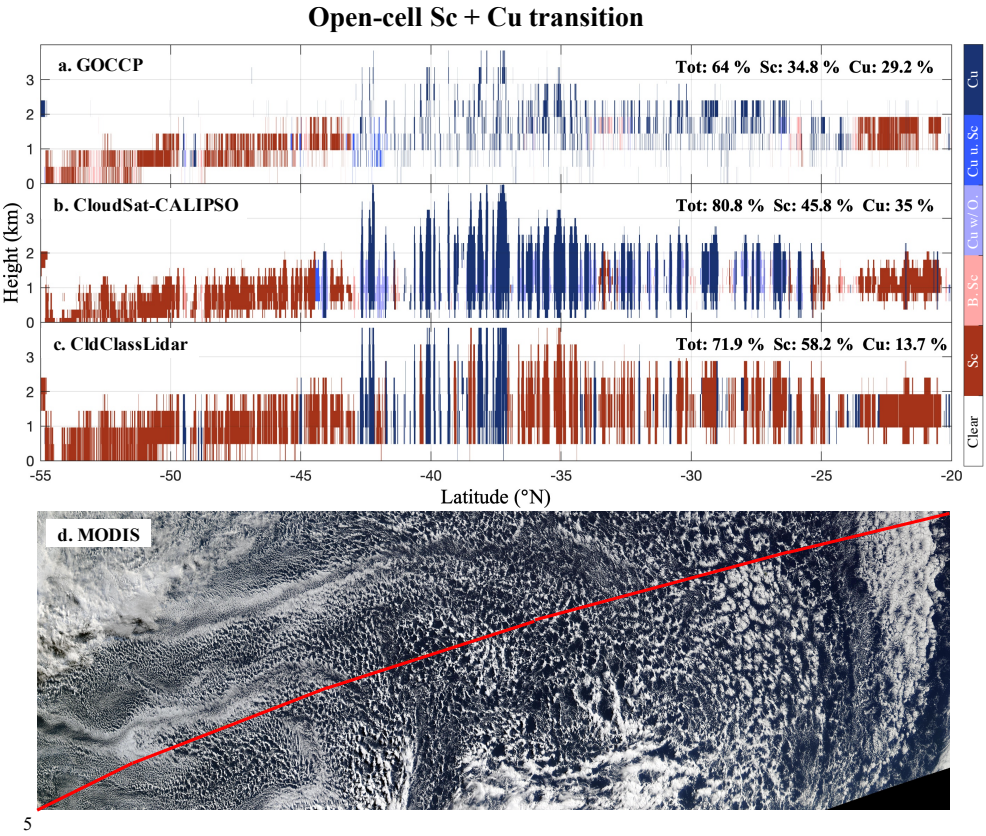 Open-cell Sc + Cu transition
a. GOCCP
Tot: 64 % Sc: 34.8 % Cu: 29.2 %
3
2
1
0
b. CloudSat-CALIPSO
Tot: 80.8 % Sc: 45.8 % Cu: 35 %
3
2
1
0
c. CldClassLidar
Tot: 71.9 % Sc: 58.2 % Cu: 13.7 %
3
2
1
0
Height (km)
-55 -50 -45 -40 -35 -30 -25 -20
Latitude (°N)
Cu
Cu u. Sc
Cu w/ O.
B. Sc
Sc
Clear
d. MODIS
5